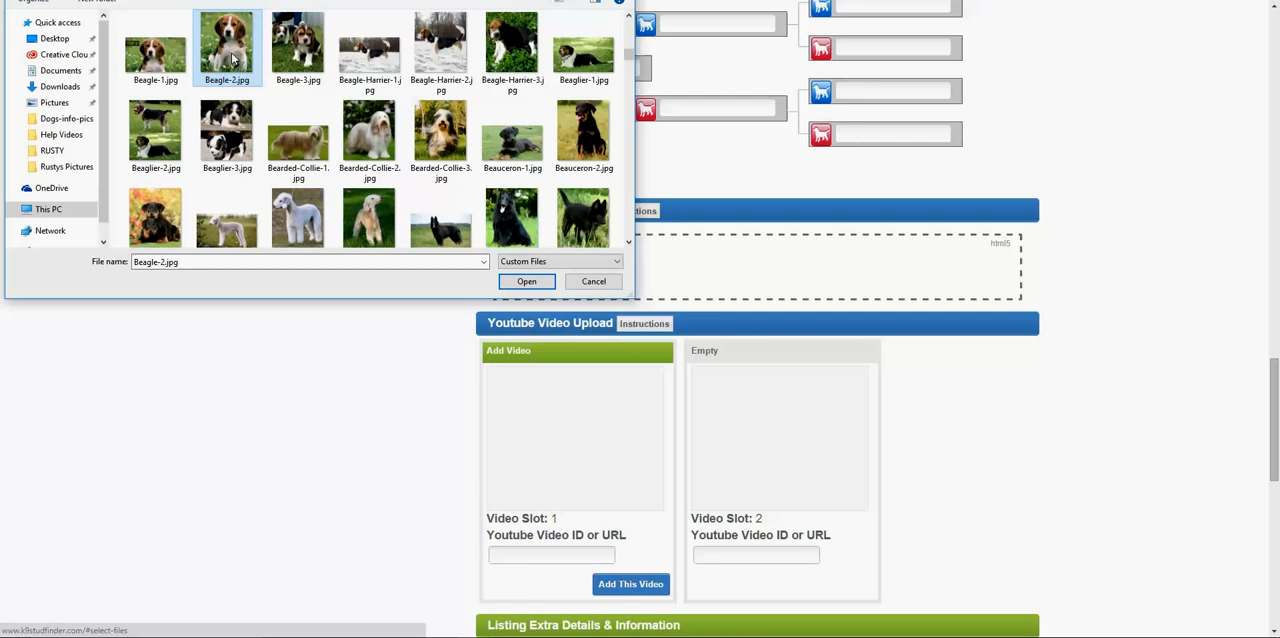 Quick access
Desktop
Creative Clou
Documents
Downloads
Pictures
Dogs-info-pics
Help Videos
RUSTY
Rustys Pictures
OneDrive
This PC
Network
Beagle-1.jpg
Beagle-2.jpg
Beagle-3.jpg
Beagle-Harrier-1.j
pg
Beagle-Harrier-2.j
pg
Beagle-Harrier-3.j
pg
Beaglier-1.jpg
Beaglier-2.jpg
Beaglier-3.jpg
Bearded-Collie-1.
jpg
Bearded-Collie-2.
jpg
Bearded-Collie-3.
jpg
Beauceron-1.jpg
Beauceron-2.jpg
File name:
Beagle-2.jpg
Custom Files
Open
Cancel
html5
Youtube Video Upload
Instructions
Add Video
Empty
Video Slot: 1
Video Slot: 2
Youtube Video ID or URL
Youtube Video ID or URL
Add This Video
Listing Extra Details & Information
www.k9studfinder.com/#select-files